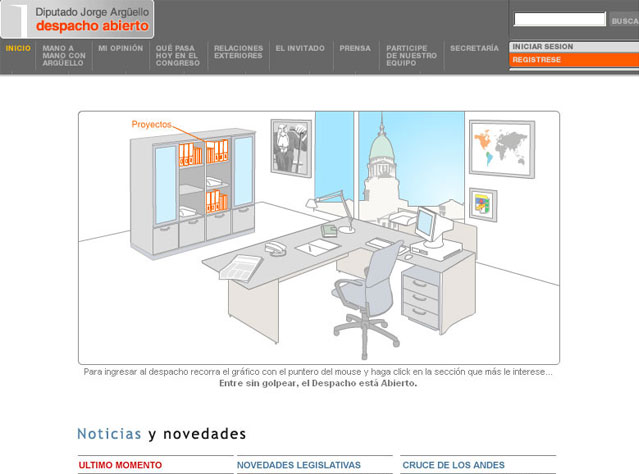 Diputado Jorge Argüello
despacho abierto
BUSCA
INICIO
MANO A
MANO CON
ARGÜELLO
MI OPINIÓN
QUÉ PASA
HOY EN EL
CONGRESO
RELACIONES
EXTERIORES
EL INVITADO
PRENSA
PARTICIPE
DE NUESTRO
EQUIPO
SECRETARÍA
INICIAR SESION
REGISTRESE
Proyectos
Para ingresar al despacho recorra el gráfico con el puntero del mouse y haga click en la sección que más le interese...
Entre sin golpear, el Despacho está Abierto.
Noticias y novedades
ULTIMO MOMENTO
NOVEDADES LEGISLATIVAS
CRUCE DE LOS ANDES